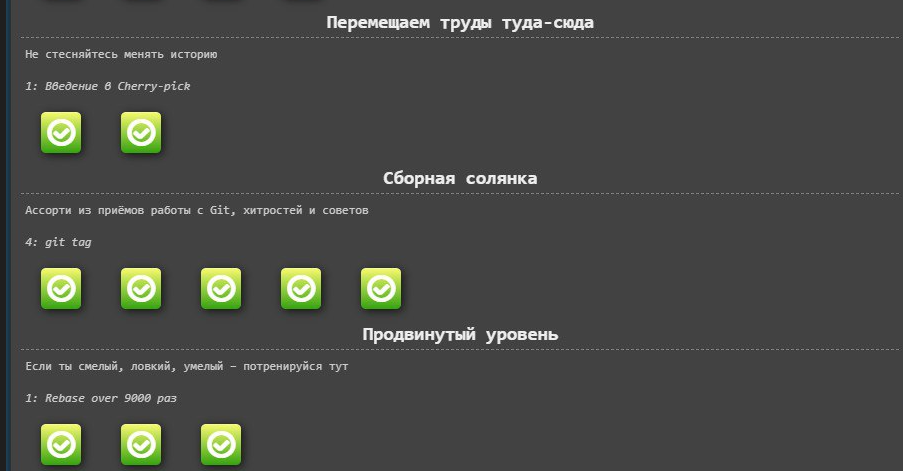 Перемещаем труды туда-сюда
Не стесняйтесь менять историю
1: Введение в Cherry-pick
Сборная солянка
Ассорти из приёмов работы с Git, хитростей и советов
4: git tag
Продвинутый уровень
Если ты смелый, ловкий, умелый – потренируйся тут
1: Rebase over 9000 раз